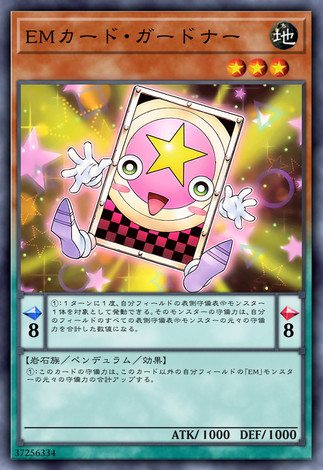 EMカード・ガードナー
地
①：１ターンに１度、自分フィールドの表側守備表示モンスター
１体を対象として発動できる。そのモンスターの守備力は、自分
のフィールドのすべての表側守備表示モンスターの元々の守備力
を合計した数値になる。
8
8
【岩石族／ペンデュラム／効果】
①：このカードの守備力は、このカード以外の自分フィールドの「EM」モンスタ
ーの元々の守備力の合計アップする。
ATK/ 1000 DEF/ 1000
37256334